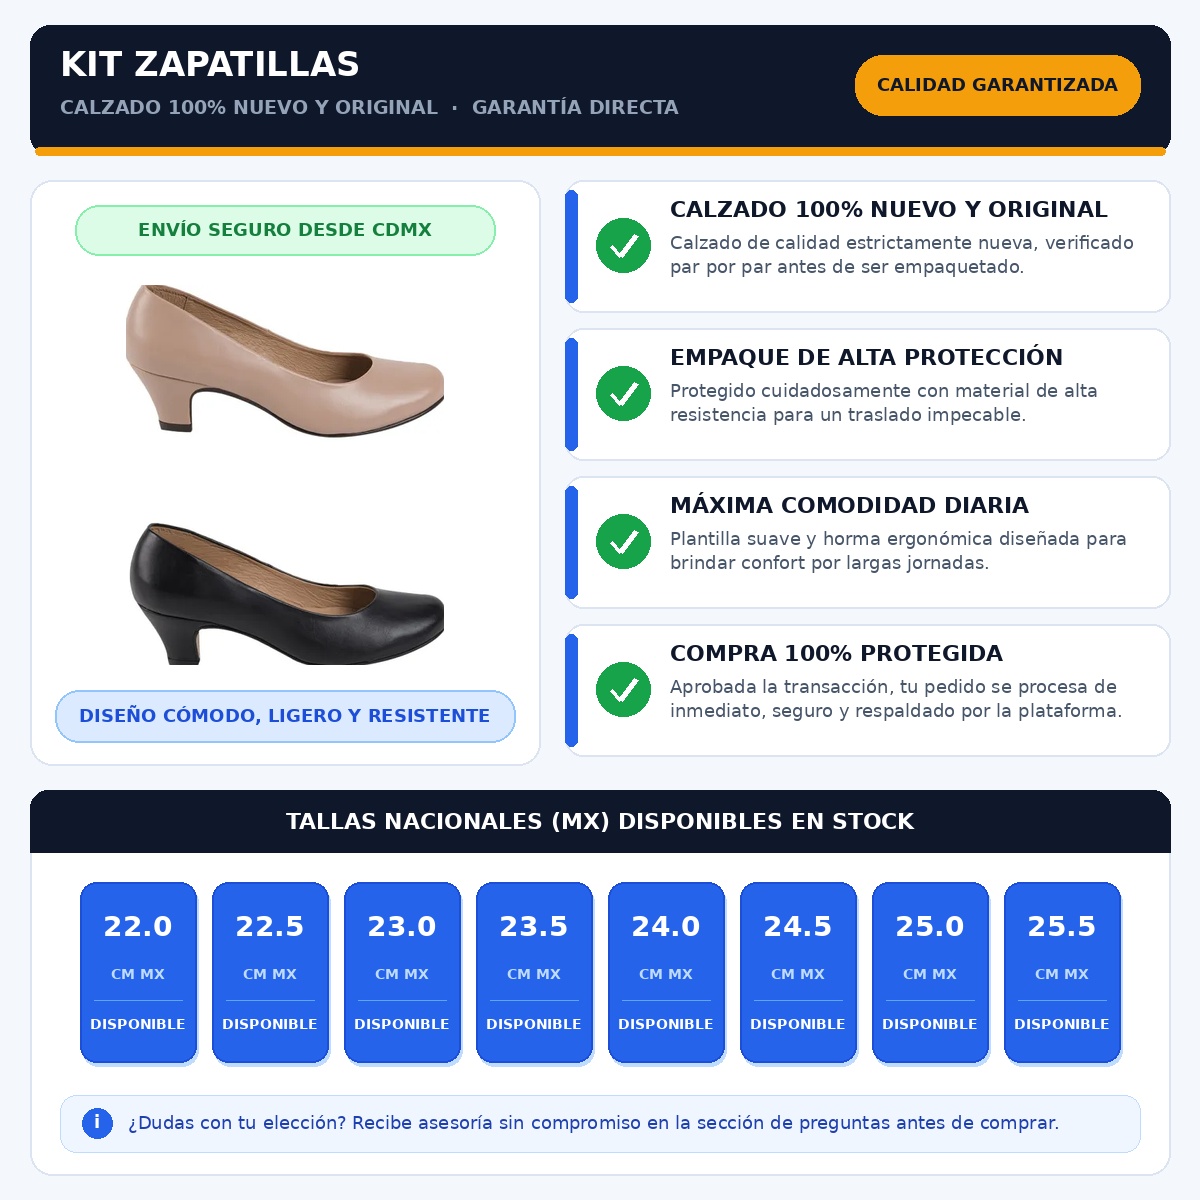 KIT ZAPATILLAS
CALZADO 100% NUEVO Y ORIGINAL · GARANTÍA DIRECTA
CALIDAD GARANTIZADA
ENVÍO SEGURO DESDE CDMX
DISEÑO CÓMODO, LIGERO Y RESISTENTE
CALZADO 100% NUEVO Y ORIGINAL
Calzado de calidad estrictamente nueva, verificado
par por par antes de ser empaquetado.
EMPAQUE DE ALTA PROTECCIÓN
Protegido cuidadosamente con material de alta
resistencia para un traslado impecable.
MÁXIMA COMODIDAD DIARIA
Plantilla suave y horma ergonómica diseñada para
brindar confort por largas jornadas.
COMPRA 100% PROTEGIDA
Aprobada la transacción, tu pedido se procesa de
inmediato, seguro y respaldado por la plataforma.
TALLAS NACIONALES (MX) DISPONIBLES EN STOCK
22.0 22.5 23.0 23.5 24.0 24.5 25.0 25.5
CM MX CM MX CM MX CM MX CM MX CM MX CM MX CM MX
DISPONIBLE DISPONIBLE DISPONIBLE DISPONIBLE DISPONIBLE DISPONIBLE DISPONIBLE DISPONIBLE
i ¿Dudas con tu elección? Recibe asesoría sin compromiso en la sección de preguntas antes de comprar.